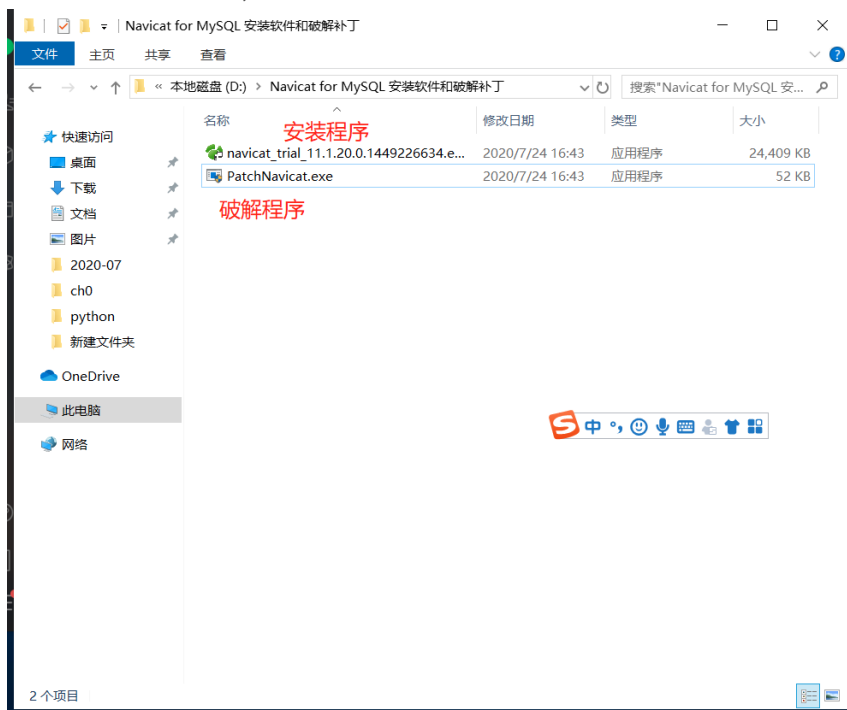 Navicat for MySQL 安装软件和破解补丁
文件 主页 共享 查看
« 本地磁盘 (D:) > Navicat for MySQL 安装软件和破解补丁 搜索"Navicat for MySQL 安...
名称 修改日期 类型 大小
安装程序
快速访问
navicat_trial_11.1.20.0.1449226634.e... 2020/7/24 16:43 应用程序 24,409 KB
桌面
PatchNavicat.exe 2020/7/24 16:43 应用程序 52 KB
下载
破解程序
文档
图片
2020-07
ch0
python
新建文件夹
OneDrive
此电脑
中
网络
2 个项目